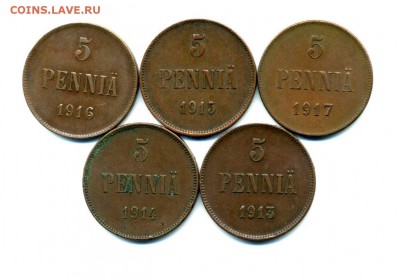 COINS.LAVE.RU
5
PENNIÄ
1916
5
PENNIÄ
1915
5
PENNIÄ
1917
5
PENNIÄ
1914
5
PENNIÄ
1913